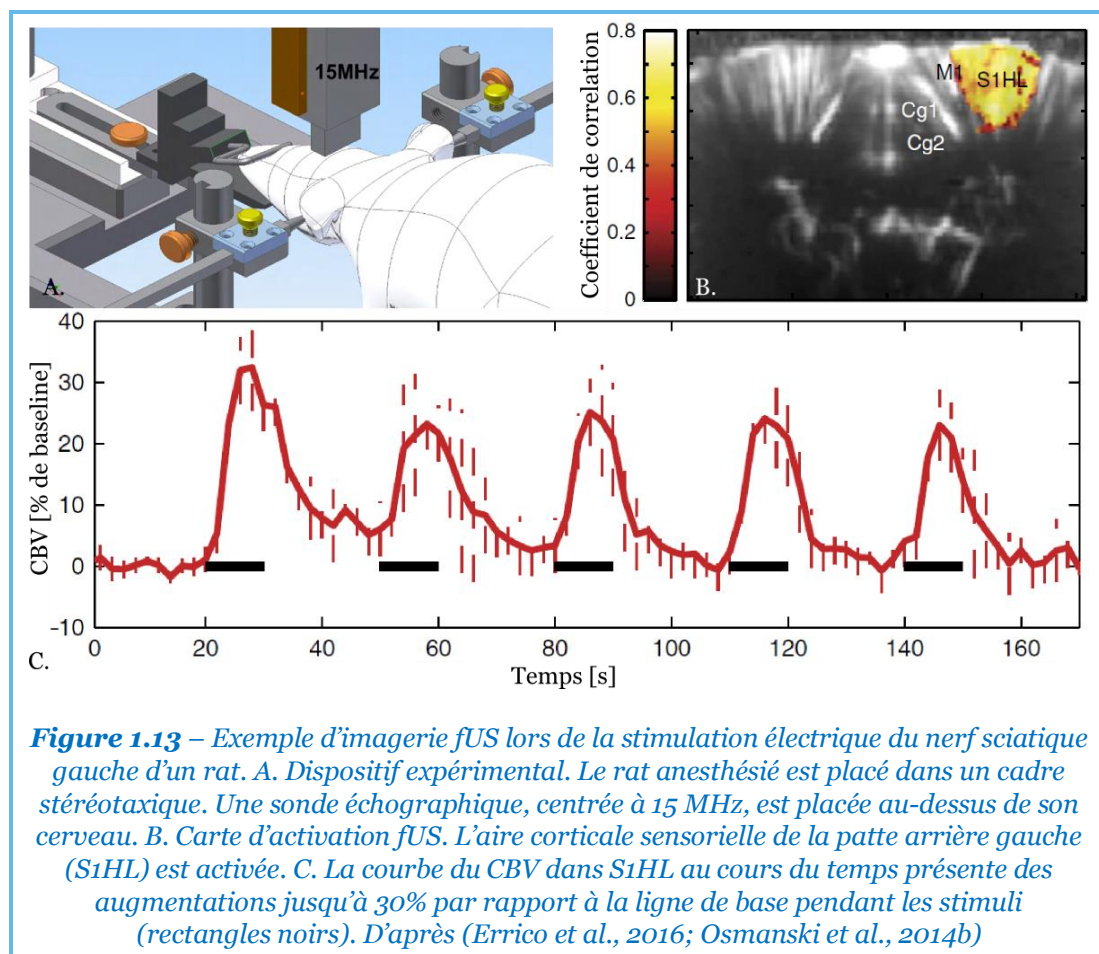 15MHz
A.
Coefficient de correlation
0.8
0.6
0.4
0.2
0
M1
S1HL
Cg1
Cg2
B.
CBV [% de baseline]
40
30
20
10
0
-10
0
20
40
60
80
100
120
140
160
C.
Temps [s]
Figure 1.13 – Exemple d’imagerie fUS lors de la stimulation électrique du nerf sciatique
gauche d’un rat. A. Dispositif expérimental. Le rat anesthésié est placé dans un cadre
stéréotaxique. Une sonde échographique, centrée à 15 MHz, est placée au-dessus de son
cerveau. B. Carte d’activation fUS. L’aire corticale sensorielle de la patte arrière gauche
(S1HL) est activée. C. La courbe du CBV dans S1HL au cours du temps présente des
augmentations jusqu’à 30% par rapport à la ligne de base pendant les stimuli
(rectangles noirs). D’après (Errico et al., 2016; Osmanski et al., 2014b)